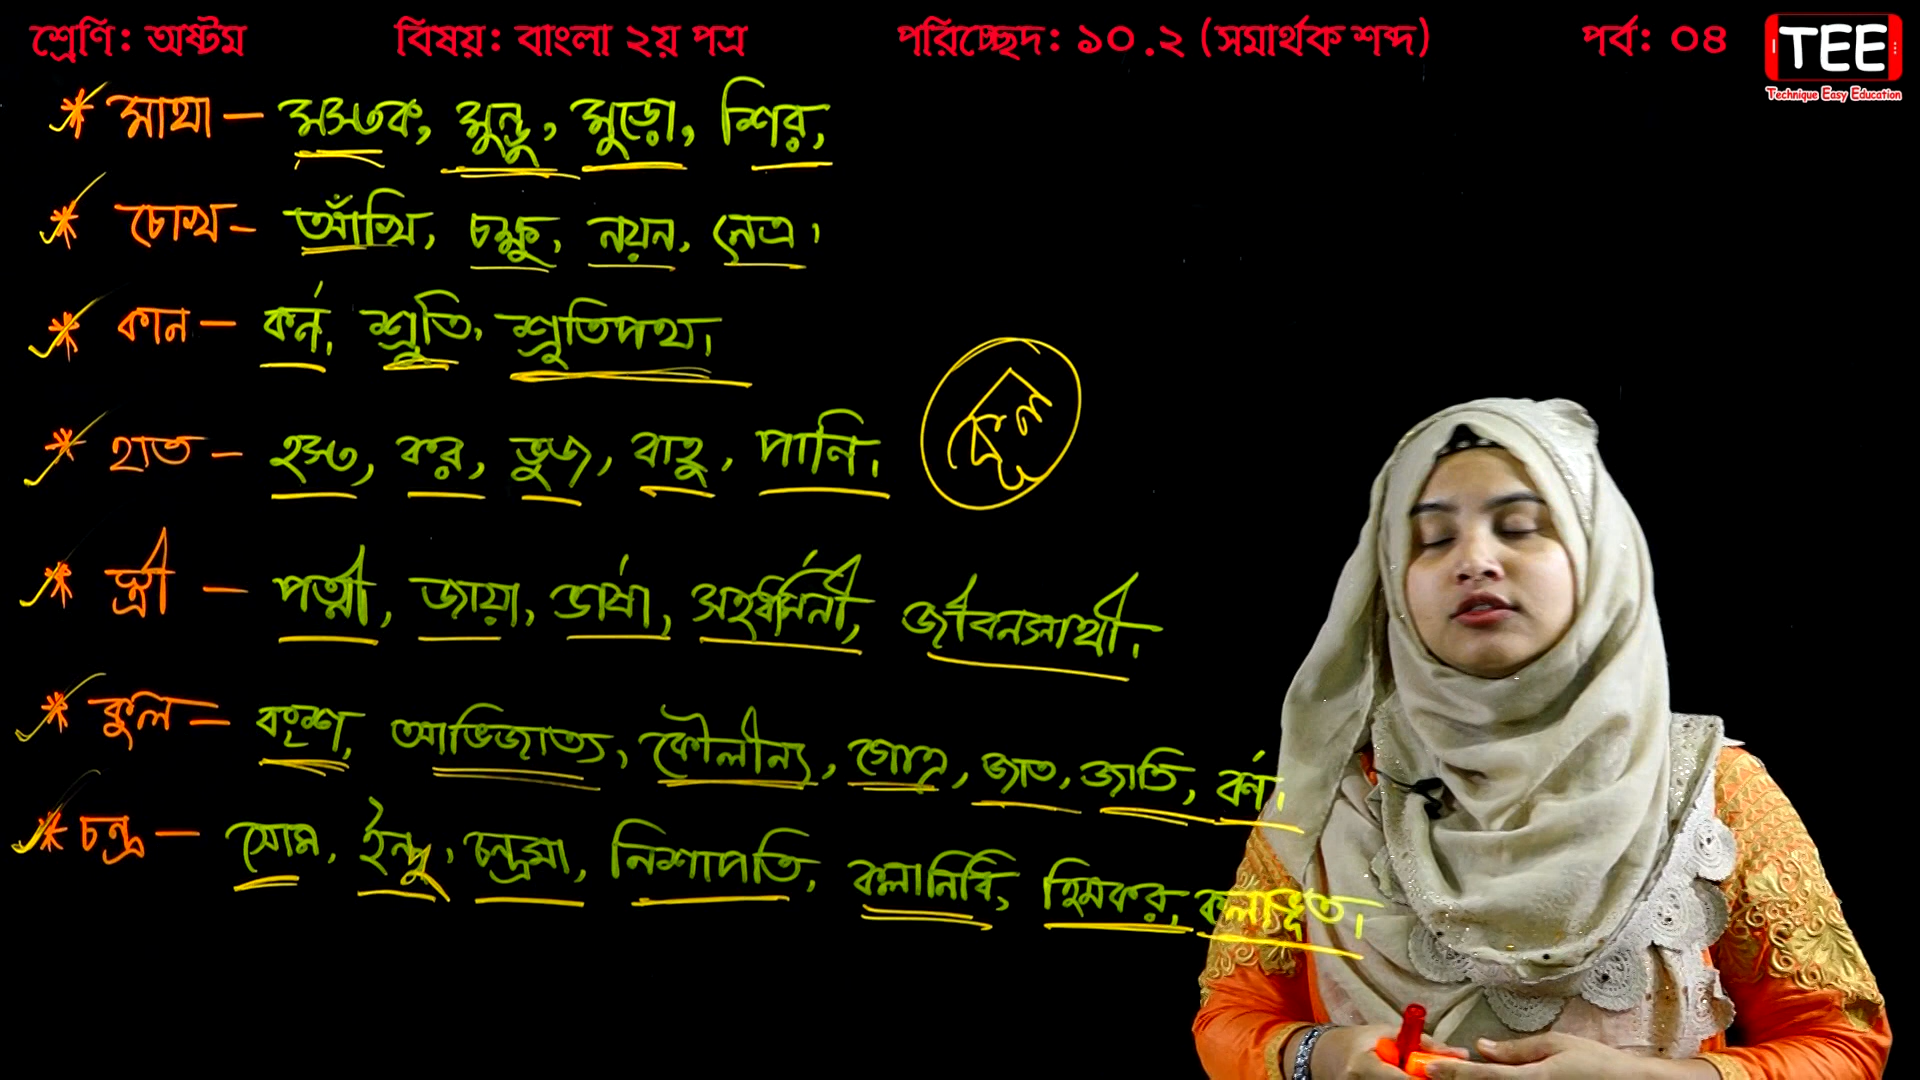 শ্রেণি: অষ্টম বিষয়: বাংলা ২য় পত্র পরিচ্ছেদ: ১০.২ (সমার্থক শব্দ) পর্ব: ০৪
TEE
Technique Easy Education
* মাথা – মস্তক, মুন্ডু, মুড়ো, শির,
* চোখ – আঁখি, চক্ষু, নয়ন, নেত্র।
* কান – কর্ন, শ্রুতি, শ্রুতিপথ।
* হাত – হস্ত, কর, ভুজ, বাহু, পানি।
কূল
* স্ত্রী – পত্নী, জায়া, ভার্যা, সহধর্মিনী, জীবনসাথী।
* কুল – বংশ, আভিজাত্য, কৌলীন্য, গোত্র, জাত, জাতি, বর্ন।
* চন্দ্র – সোম, ইন্দু, চন্দ্রমা, নিশাপতি, কলানিধি, হিমকর, কলাভৃত।